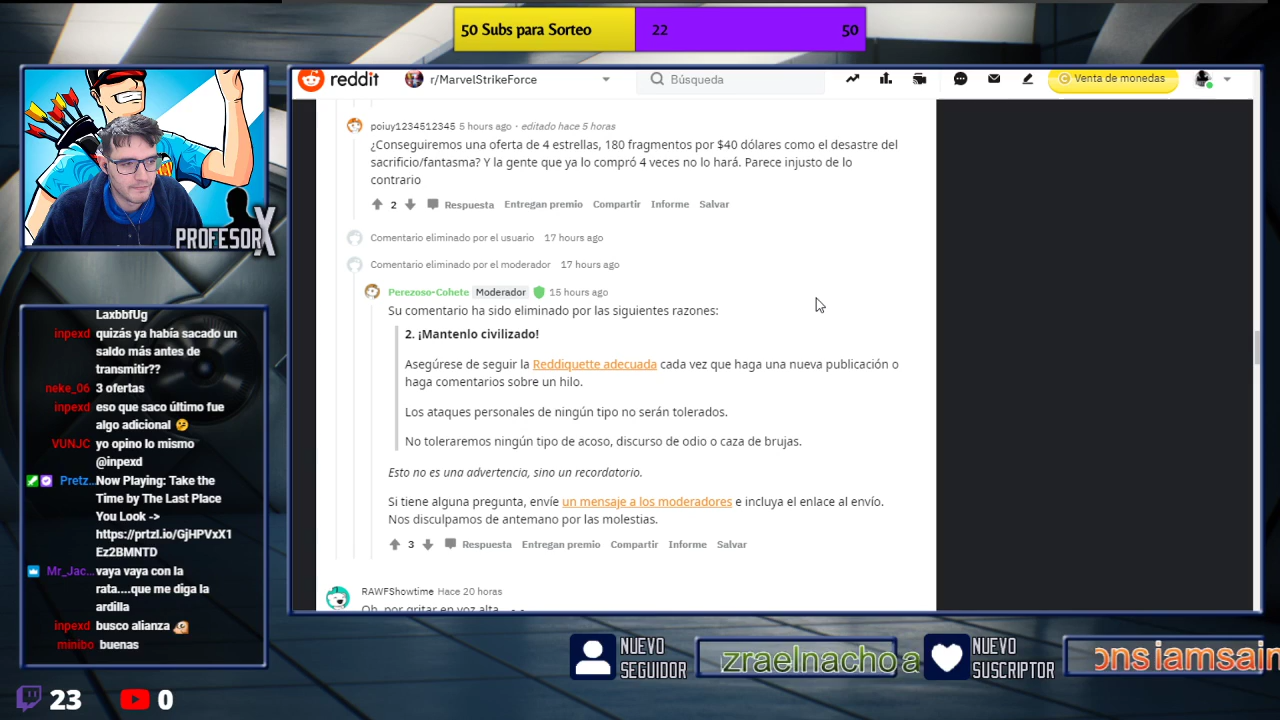 50 Subs para Sorteo
22
50
reddit
r/MarvelStrikeForce
Búsqueda
Venta de monedas
PROFESOR X
poiuy1234512345 5 hours ago · editado hace 5 horas
¿Conseguiremos una oferta de 4 estrellas, 180 fragmentos por $40 dólares como el desastre del
sacrificio/fantasma? Y la gente que ya lo compró 4 veces no lo hará. Parece injusto de lo
contrario
2 Respuesta Entregan premio Compartir Informe Salvar
Comentario eliminado por el usuario 17 hours ago
Comentario eliminado por el moderador 17 hours ago
Perezoso-Cohete Moderador 15 hours ago
Su comentario ha sido eliminado por las siguientes razones:
2. ¡Mantenlo civilizado!
Asegúrese de seguir la Reddiquette adecuada cada vez que haga una nueva publicación o
haga comentarios sobre un hilo.
Los ataques personales de ningún tipo no serán tolerados.
No toleraremos ningún tipo de acoso, discurso de odio o caza de brujas.
Esto no es una advertencia, sino un recordatorio.
Si tiene alguna pregunta, envíe un mensaje a los moderadores e incluya el enlace al envío.
Nos disculpamos de antemano por las molestias.
3 Respuesta Entregan premio Compartir Informe Salvar
RAWFShowtime Hace 20 horas
Oh, por gritar en voz alta
LaxbbfUg
inpexd quizás ya había sacado un
saldo más antes de
transmitir??
neke_06 3 ofertas
inpexd eso que saco último fue
algo adicional
VUNJC yo opino lo mismo
@inpexd
Pretz... Now Playing: Take the
Time by The Last Place
You Look ->
https://prtzl.io/GjHPVxX1
Ez2BMNTD
Mr_Jac... vaya vaya con la
rata....que me diga la
ardilla
inpexd busco alianza
minibo buenas
NUEVO
SEGUIDOR
zraelnacho a
NUEVO
SUSCRIPTOR
onsiamsain
23
0